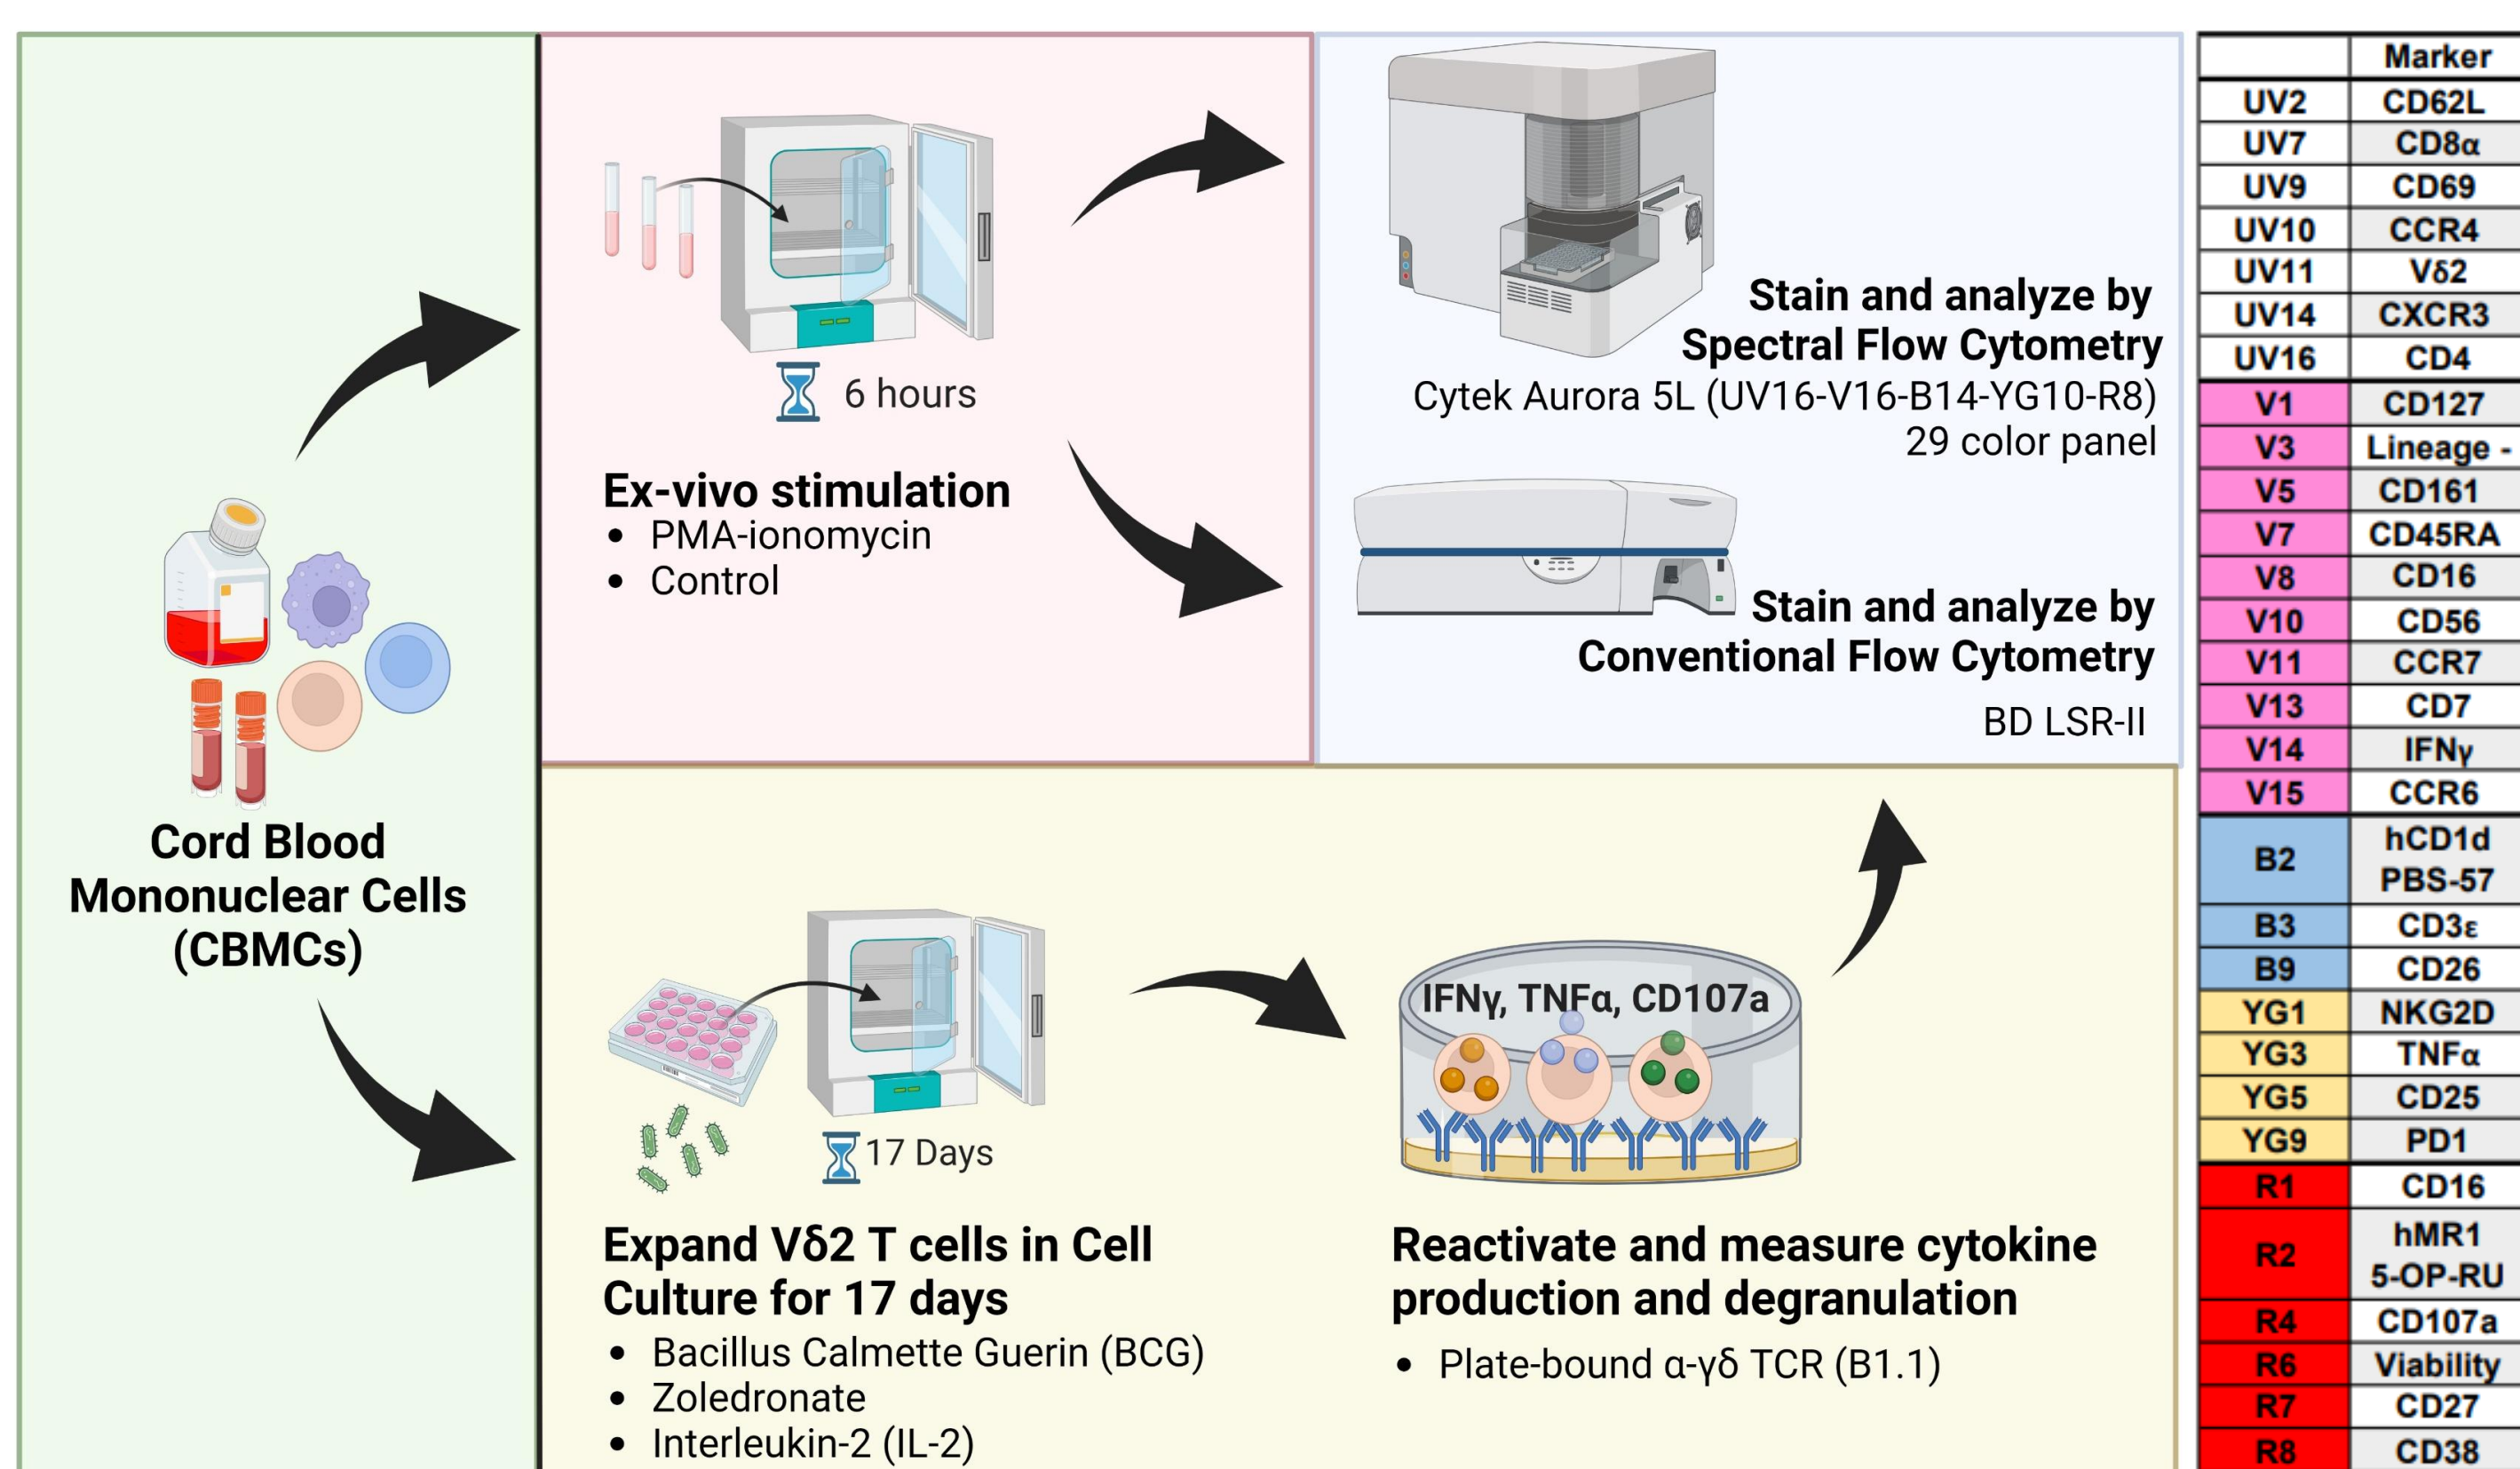 Cord Blood
Mononuclear Cells
(CBMCs)
6 hours
Ex-vivo stimulation
• PMA-ionomycin
• Control
Stain and analyze by
Spectral Flow Cytometry
Cytek Aurora 5L (UV16-V16-B14-YG10-R8)
29 color panel
Stain and analyze by
Conventional Flow Cytometry
BD LSR-II
17 Days
Expand Vδ2 T cells in Cell
Culture for 17 days
• Bacillus Calmette Guerin (BCG)
• Zoledronate
• Interleukin-2 (IL-2)
IFNγ, TNFα, CD107a
Reactivate and measure cytokine
production and degranulation
• Plate-bound α-γδ TCR (B1.1)
Marker
UV2 CD62L
UV7 CD8α
UV9 CD69
UV10 CCR4
UV11 Vδ2
UV14 CXCR3
UV16 CD4
V1 CD127
V3 Lineage -
V5 CD161
V7 CD45RA
V8 CD16
V10 CD56
V11 CCR7
V13 CD7
V14 IFNγ
V15 CCR6
B2 hCD1d
PBS-57
B3 CD3ε
B9 CD26
YG1 NKG2D
YG3 TNFα
YG5 CD25
YG9 PD1
R1 CD16
R2 hMR1
5-OP-RU
R4 CD107a
R6 Viability
R7 CD27
R8 CD38